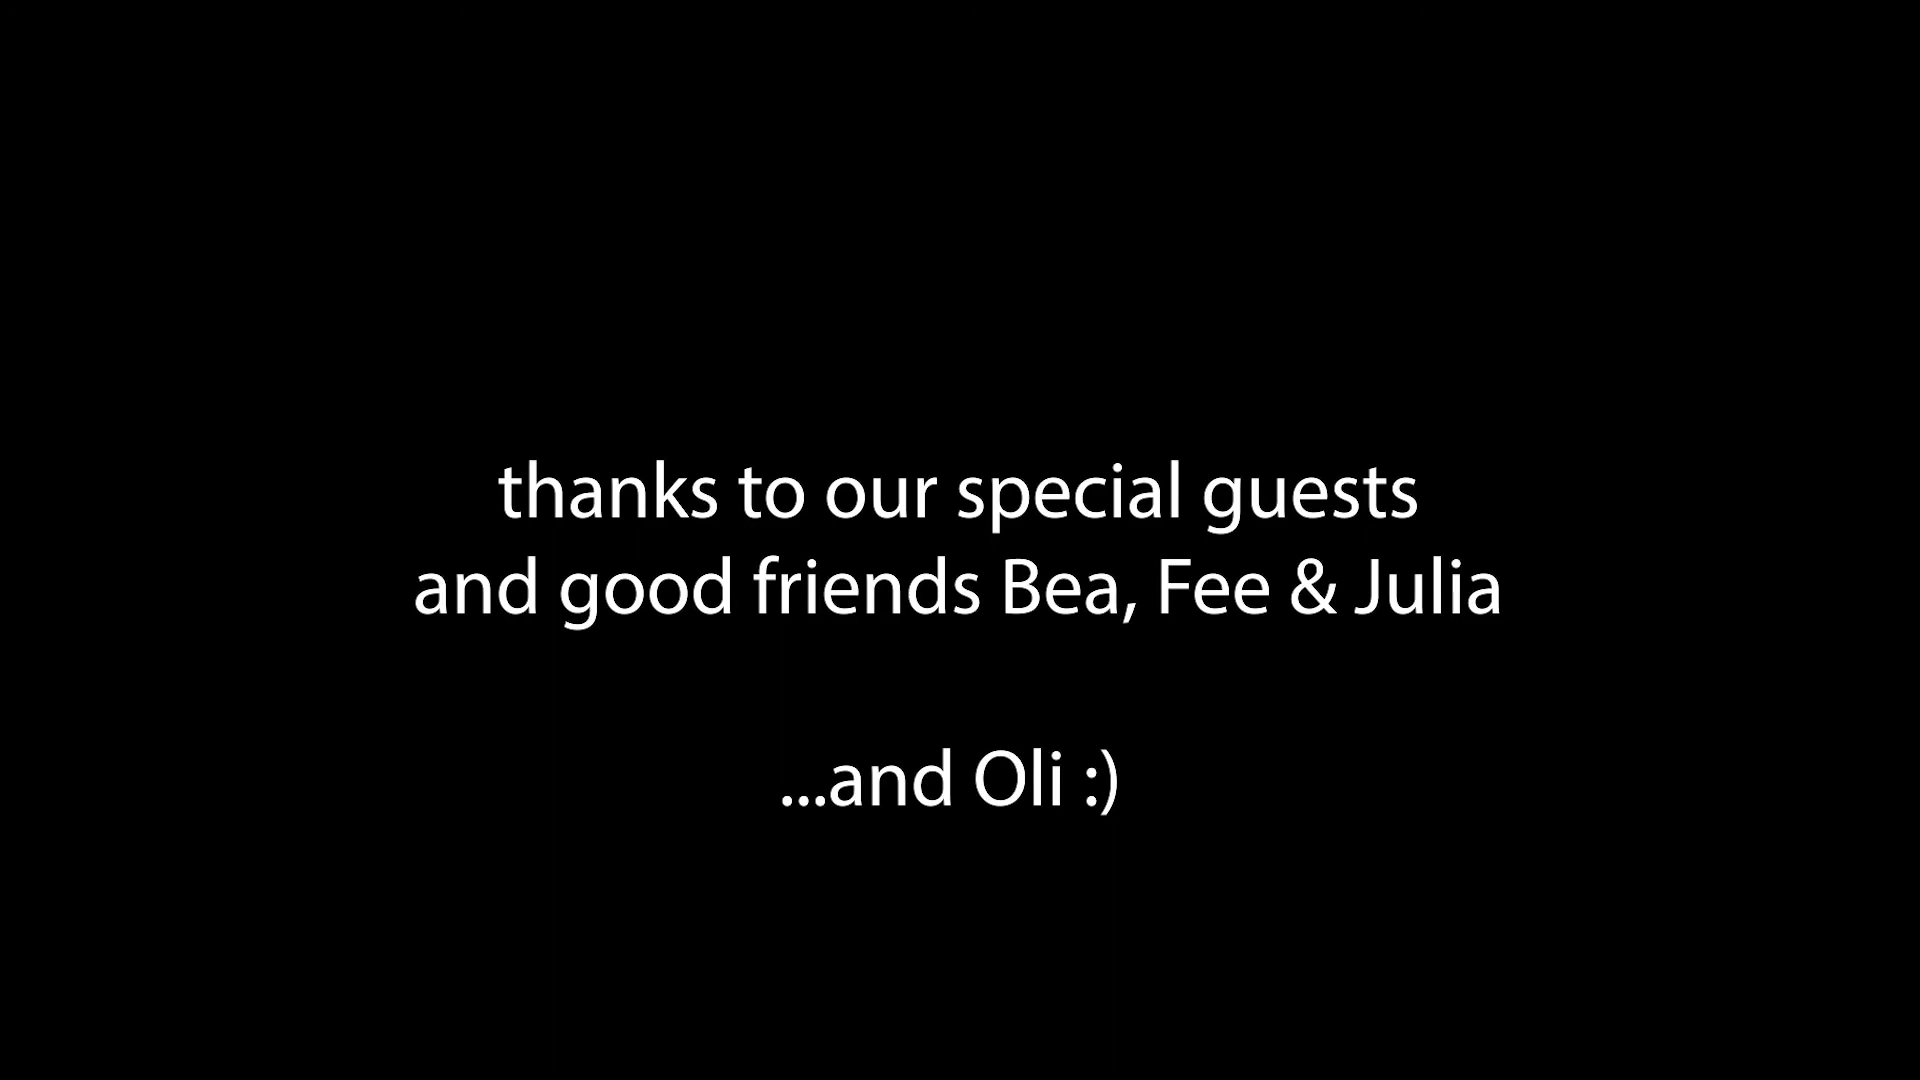 thanks to our special guests
and good friends Bea, Fee & Julia
...and Oli :)